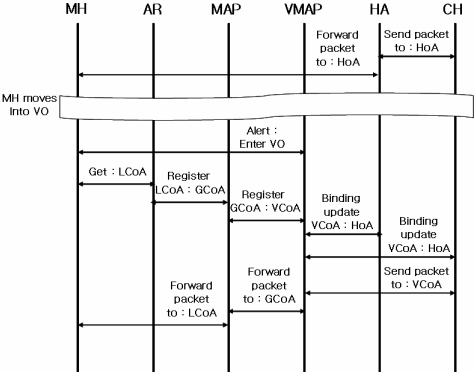 MH AR MAP VMAP HA CH
Forward
packet
to : HoA
Send packet
to : HoA
MH moves
Into VO
Alert :
Enter VO
Get : LCoA
Register
LCoA : GCoA
Register
GCoA : VCoA
Binding
update
VCoA : HoA
Binding
update
VCoA : HoA
Send packet
to : VCoA
Forward
packet
to : GCoA
Forward
packet
to : LCoA